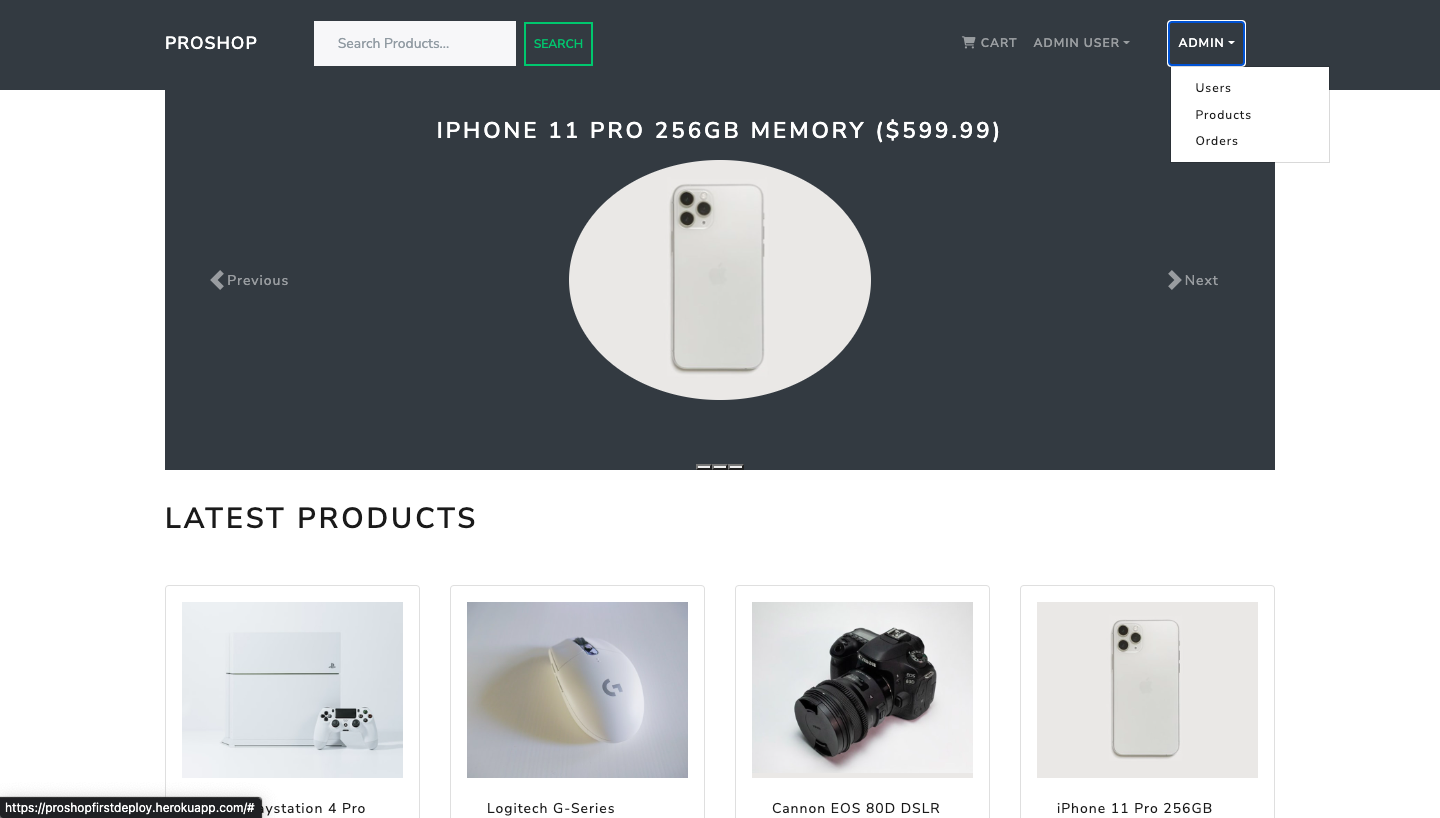 PROSHOP
Search Products...
SEARCH
CART
ADMIN USER
ADMIN
Users
Products
Orders
IPHONE 11 PRO 256GB MEMORY ($599.99)
Previous
Next
LATEST PRODUCTS
ystation 4 Pro
Logitech G-Series
Cannon EOS 80D DSLR
iPhone 11 Pro 256GB
https://proshopfirstdeploy.herokuapp.com/#